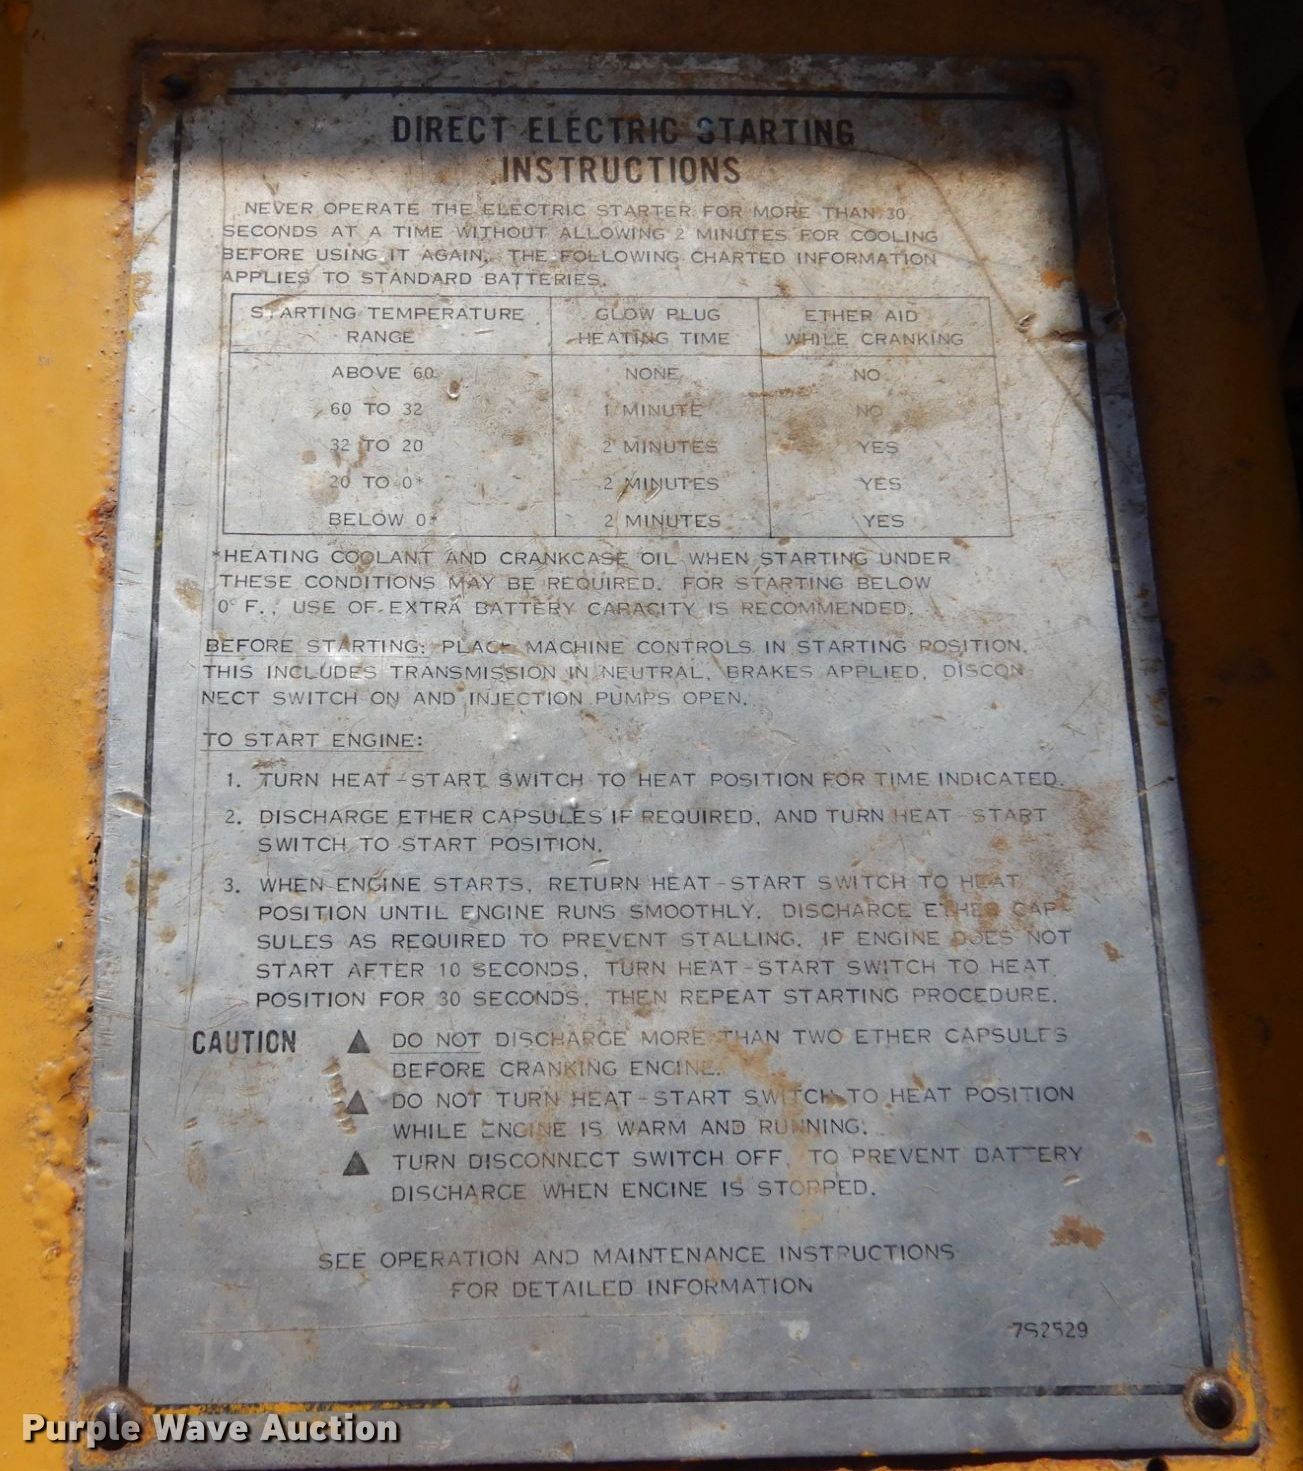 DIRECT ELECTRIC STARTING
INSTRUCTIONS
NEVER OPERATE THE ELECTRIC STARTER FOR MORE THAN 30
SECONDS AT A TIME WITHOUT ALLOWING 2 MINUTES FOR COOLING
BEFORE USING IT AGAIN. THE FOLLOWING CHARTED INFORMATION
APPLIES TO STANDARD BATTERIES.
STARTING TEMPERATURE GLOW PLUG ETHER AID
RANGE HEATING TIME WHILE CRANKING
ABOVE 60 NONE NO
60 TO 32 1 MINUTE NO
32 TO 20 2 MINUTES YES
20 TO 0* 2 MINUTES YES
BELOW 0* 2 MINUTES YES
*HEATING COOLANT AND CRANKCASE OIL WHEN STARTING UNDER
THESE CONDITIONS MAY BE REQUIRED. FOR STARTING BELOW
0° F., USE OF EXTRA BATTERY CAPACITY IS RECOMMENDED.
BEFORE STARTING: PLACE MACHINE CONTROLS IN STARTING POSITION.
THIS INCLUDES TRANSMISSION IN NEUTRAL, BRAKES APPLIED, DISCON
NECT SWITCH ON AND INJECTION PUMPS OPEN.
TO START ENGINE:
1. TURN HEAT-START SWITCH TO HEAT POSITION FOR TIME INDICATED.
2. DISCHARGE ETHER CAPSULES IF REQUIRED, AND TURN HEAT-START
SWITCH TO START POSITION.
3. WHEN ENGINE STARTS, RETURN HEAT-START SWITCH TO HEAT
POSITION UNTIL ENGINE RUNS SMOOTHLY. DISCHARGE ETHER CAP-
SULES AS REQUIRED TO PREVENT STALLING. IF ENGINE DOES NOT
START AFTER 10 SECONDS, TURN HEAT-START SWITCH TO HEAT
POSITION FOR 30 SECONDS, THEN REPEAT STARTING PROCEDURE.
CAUTION ▲ DO NOT DISCHARGE MORE THAN TWO ETHER CAPSULES
BEFORE CRANKING ENGINE.
▲ DO NOT TURN HEAT-START SWITCH TO HEAT POSITION
WHILE ENGINE IS WARM AND RUNNING.
▲ TURN DISCONNECT SWITCH OFF, TO PREVENT BATTERY
DISCHARGE WHEN ENGINE IS STOPPED.
SEE OPERATION AND MAINTENANCE INSTRUCTIONS
FOR DETAILED INFORMATION
7S2529
Purple Wave Auction